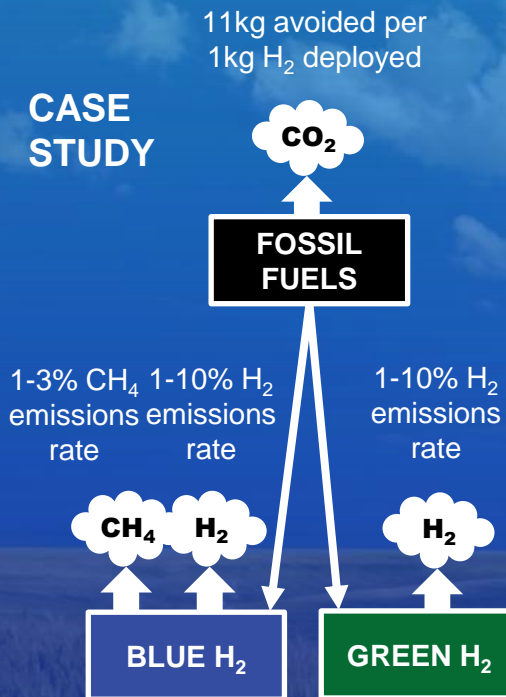 11kg avoided per
1kg H₂ deployed
CASE
STUDY
CO₂
FOSSIL
FUELS
1-3% CH₄
emissions
rate
1-10% H₂
emissions
rate
1-10% H₂
emissions
rate
CH₄
H₂
H₂
BLUE H₂
GREEN H₂